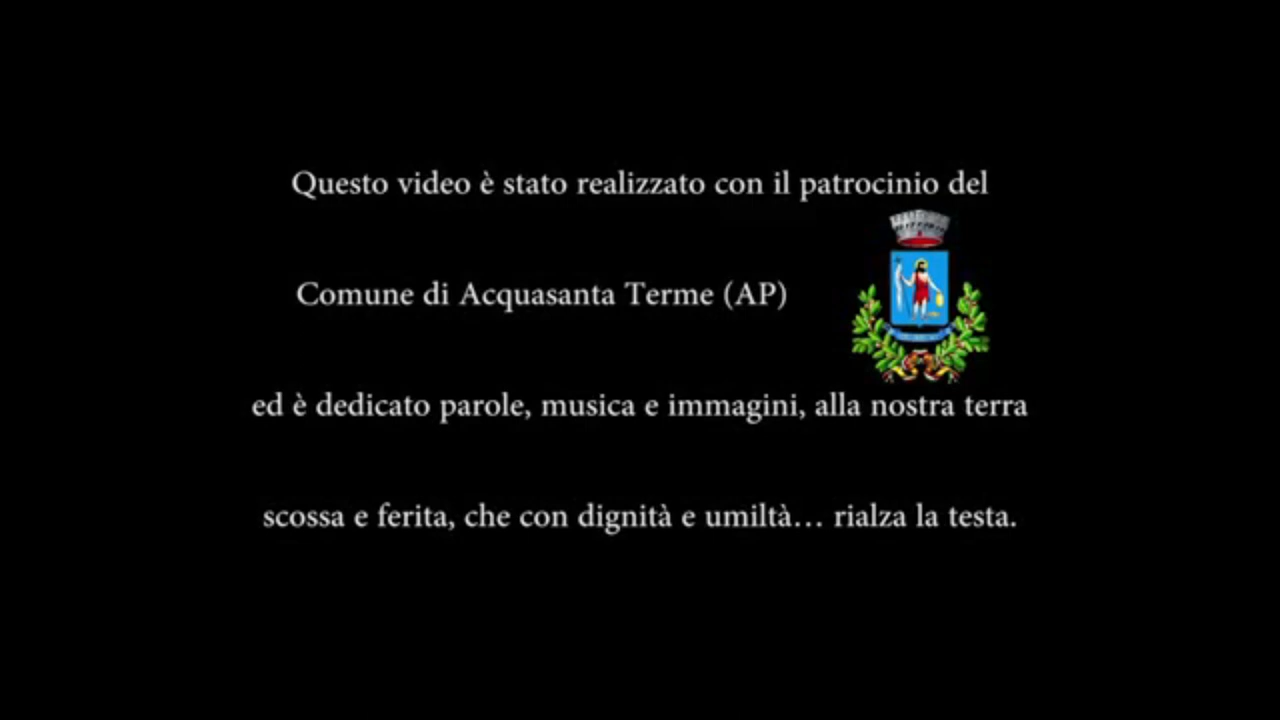 Questo video è stato realizzato con il patrocinio del
Comune di Acquasanta Terme (AP)
ed è dedicato parole, musica e immagini, alla nostra terra
scossa e ferita, che con dignità e umiltà... rialza la testa.